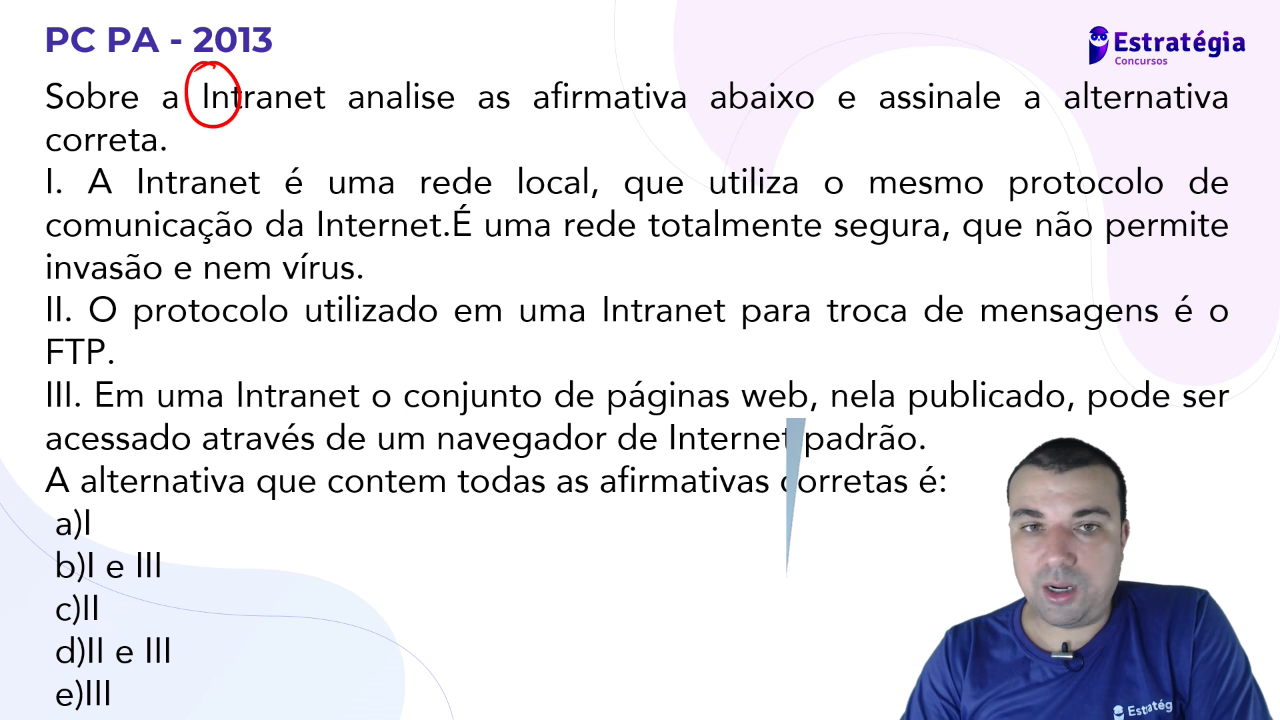 PC PA - 2013
Estratégia
Concursos
Sobre a Intranet analise as afirmativa abaixo e assinale a alternativa
correta.
I. A Intranet é uma rede local, que utiliza o mesmo protocolo de
comunicação da Internet.É uma rede totalmente segura, que não permite
invasão e nem vírus.
II. O protocolo utilizado em uma Intranet para troca de mensagens é o
FTP.
III. Em uma Intranet o conjunto de páginas web, nela publicado, pode ser
acessado através de um navegador de Internet padrão.
A alternativa que contem todas as afirmativas corretas é:
a)I
b)I e III
c)II
d)II e III
e)III
Estratég